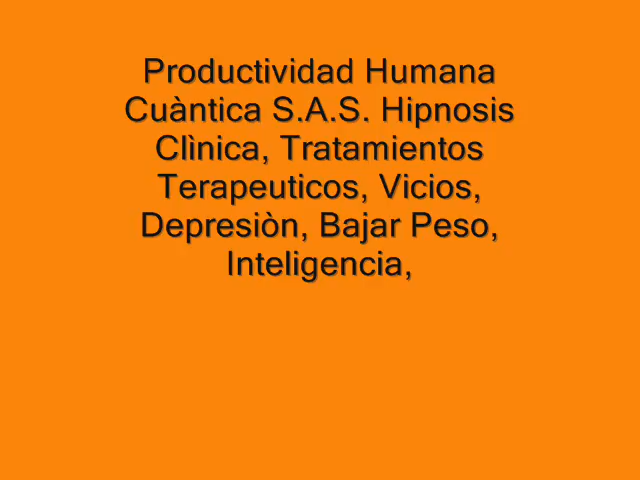 Productividad Humana
Cuàntica S.A.S. Hipnosis
Clìnica, Tratamientos
Terapeuticos, Vicios,
Depresiòn, Bajar Peso,
Inteligencia,